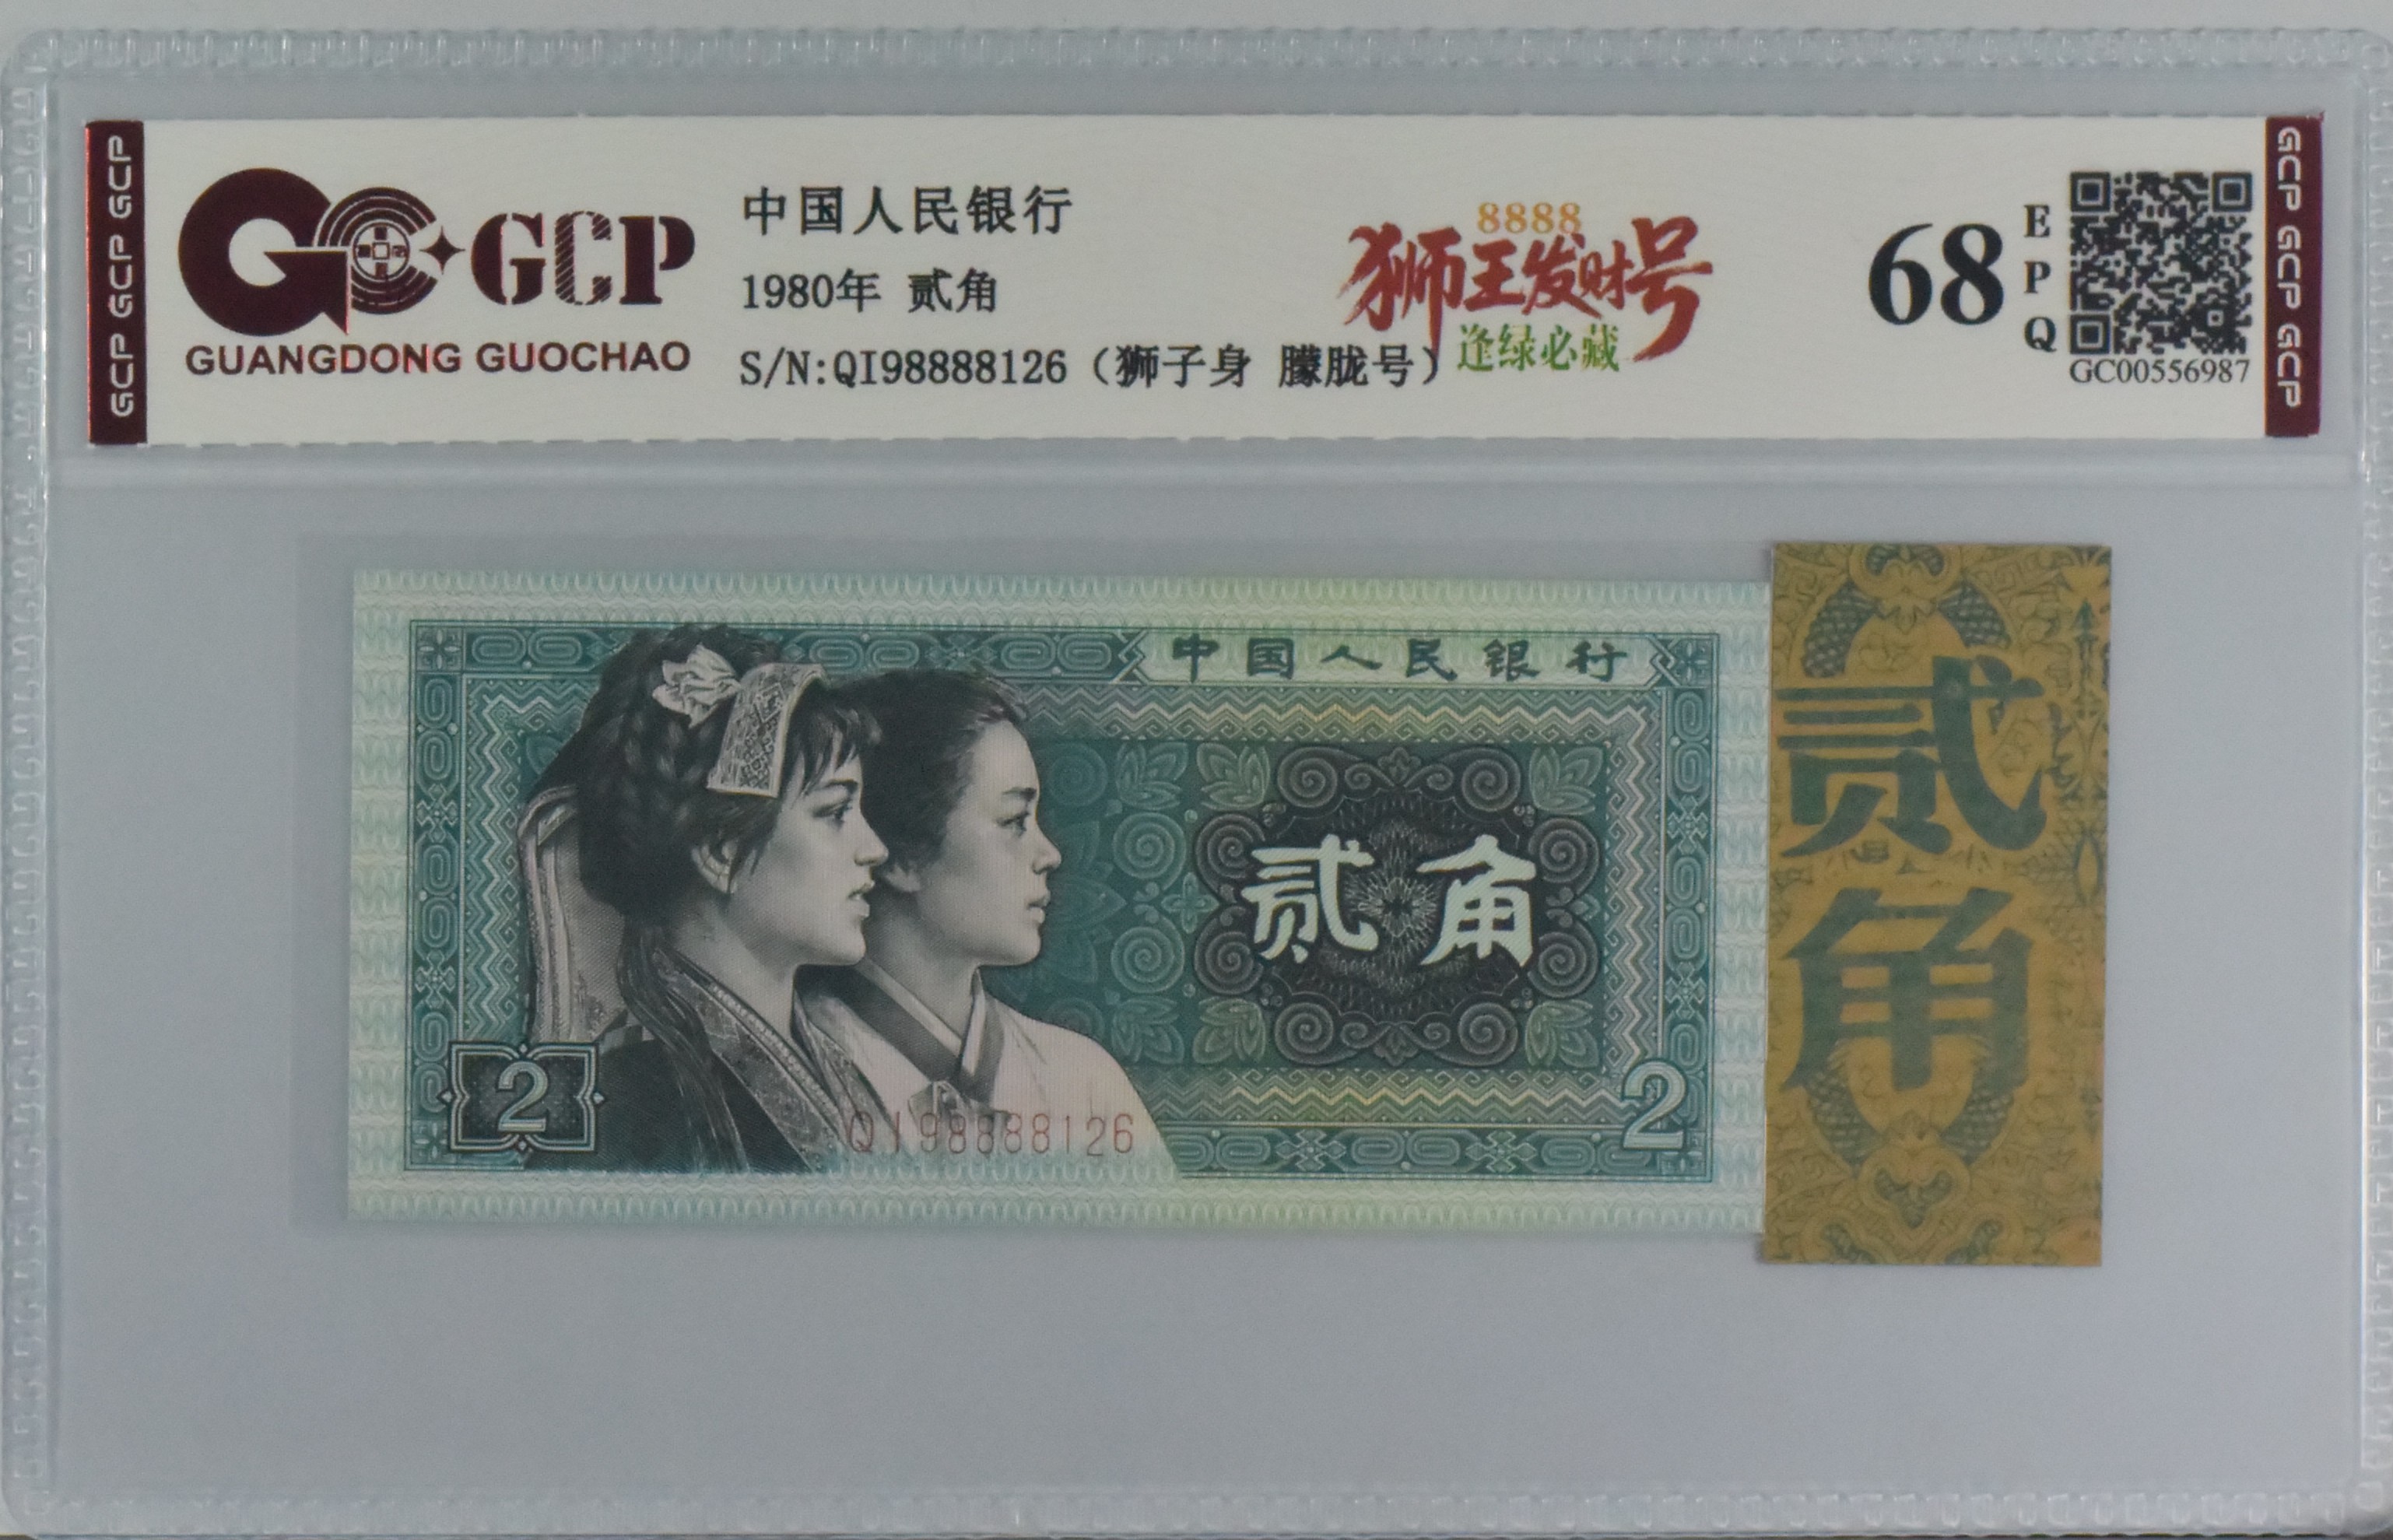 GCP GCP GCP
GCP
GUANGDONG GUOCHAO
中国人民银行
1980年 贰角
S/N:QI98888126（狮子身 朦胧号）
8888
狮王发财号
逢绿必藏
68
EPQ
GC00556987
GCP GCP GCP
中国人民银行
贰角
2
QI98888126
2
贰角